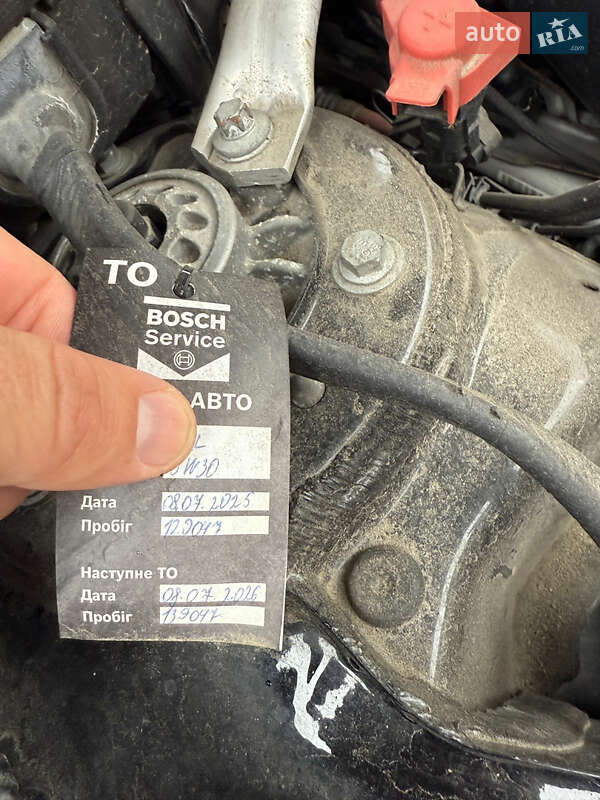 auto RIA .com
ТО
BOSCH
Service
АВТО
L
5W30
Дата 08.07.2025
Пробіг 129047
Наступне ТО
Дата 08.07.2026
Пробіг 139047